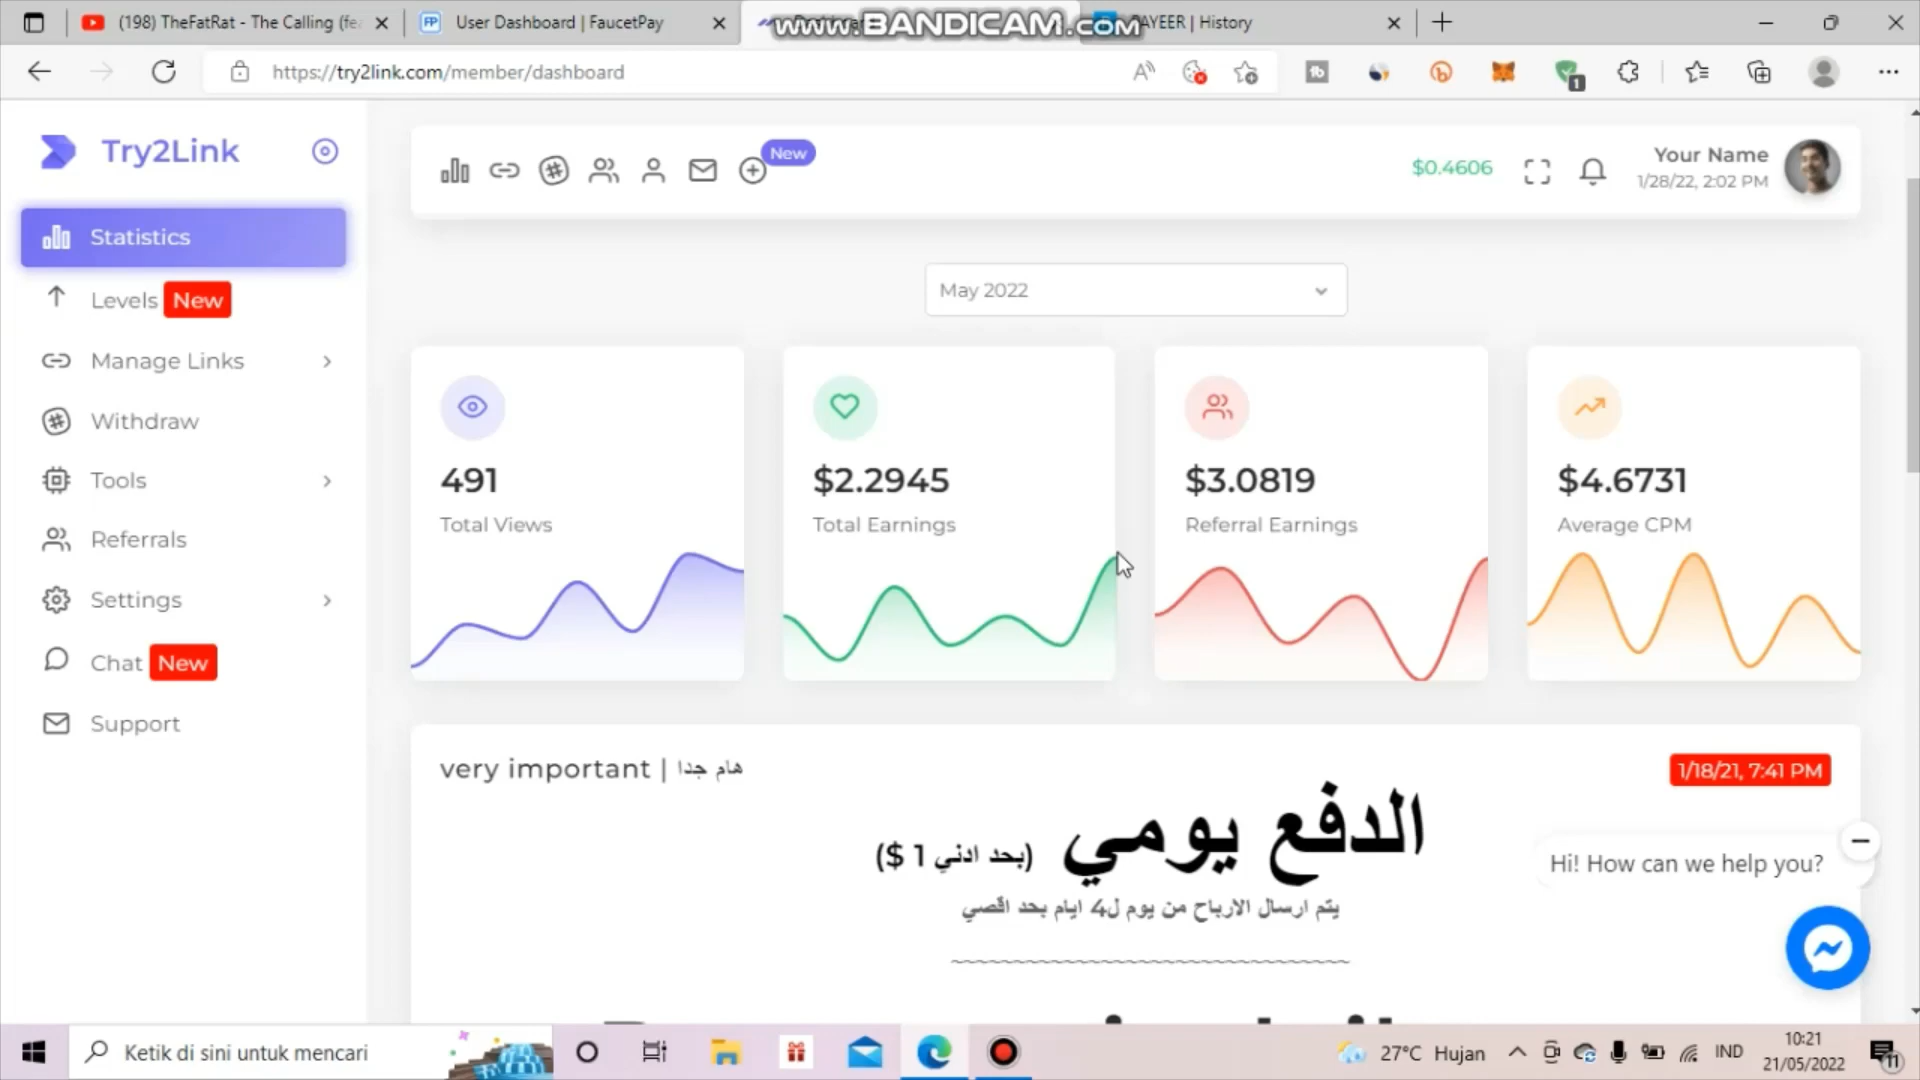 (198) TheFatRat - The Calling (fea
User Dashboard | FaucetPay
www.BANDICAM.com
PAYEER | History
https://try2link.com/member/dashboard
1
Try2Link
Statistics
Levels New
Manage Links
Withdraw
Tools
Referrals
Settings
Chat New
Support
New
$0.4606
Your Name
1/28/22, 2:02 PM
May 2022
491
Total Views
$2.2945
Total Earnings
$3.0819
Referral Earnings
$4.6731
Average CPM
very important | هام جدا
1/18/21, 7:41 PM
الدفع يومي (بحد ادني 1 $)
يتم ارسال الارباح من يوم ل4 ايام بحد اقصي
~~~~~~~~~~~~~~~~~~~~~~~~~~~~~~~~
Hi! How can we help you?
Ketik di sini untuk mencari
27°C Hujan
IND
10:21
21/05/2022
11